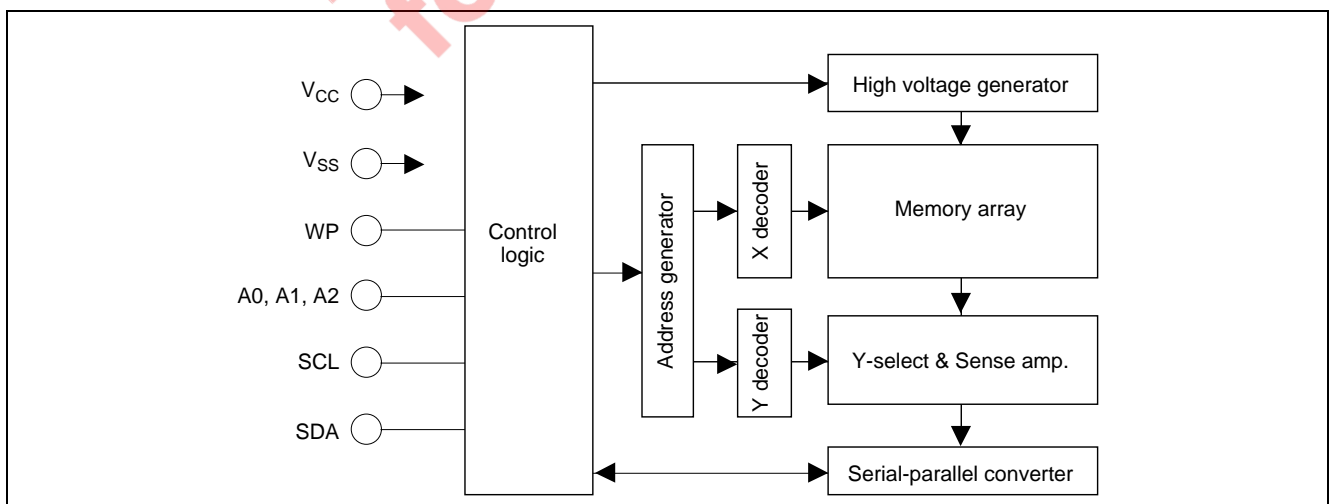 VCC
VSS
WP
A0, A1, A2
SCL
SDA
Control
logic
Address generator
X decoder
Y decoder
High voltage generator
Memory array
Y-select & Sense amp.
Serial-parallel converter